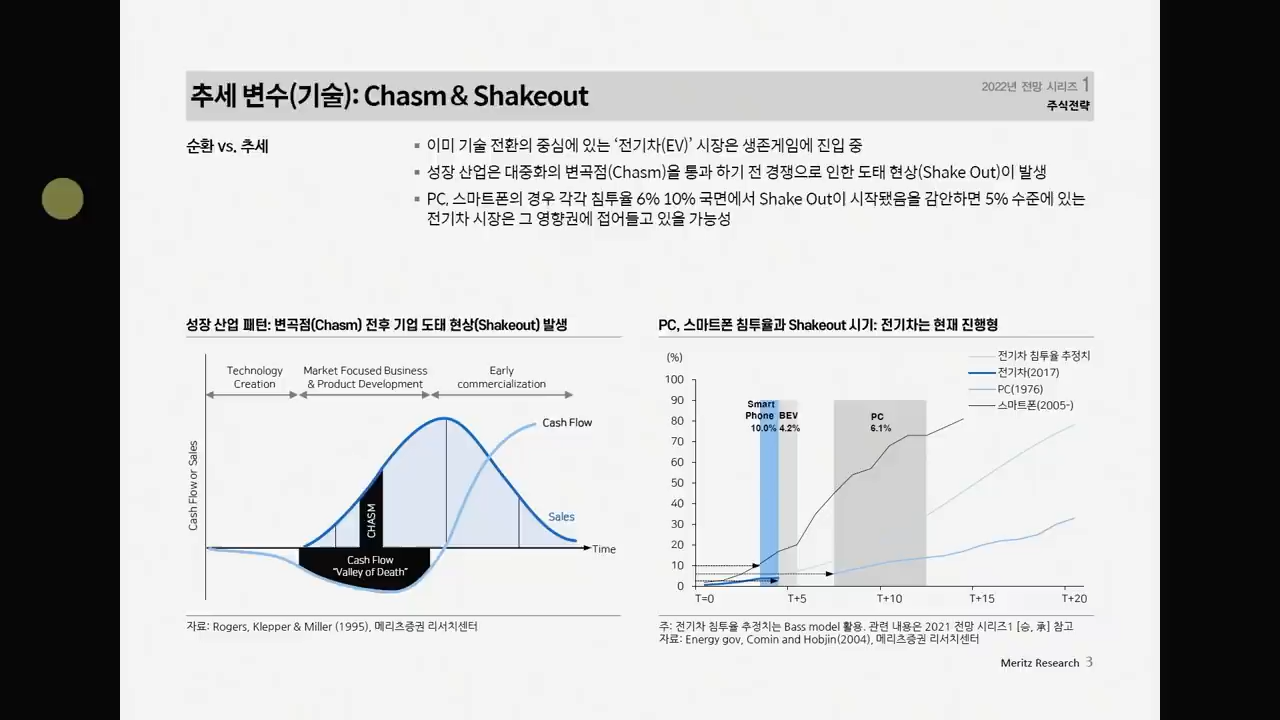 추세 변수(기술): Chasm & Shakeout
2022년 전망 시리즈 1
주식전략
순환 vs. 추세
▪ 이미 기술 전환의 중심에 있는 ‘전기차(EV)’ 시장은 생존게임에 진입 중
▪ 성장 산업은 대중화의 변곡점(Chasm)을 통과 하기 전 경쟁으로 인한 도태 현상(Shake Out)이 발생
▪ PC, 스마트폰의 경우 각각 침투율 6% 10% 국면에서 Shake Out이 시작됐음을 감안하면 5% 수준에 있는
전기차 시장은 그 영향권에 접어들고 있을 가능성
성장 산업 패턴: 변곡점(Chasm) 전후 기업 도태 현상(Shakeout) 발생
Technology
Creation
Market Focused Business
& Product Development
Early
commercialization
Cash Flow or Sales
Cash Flow
CHASM
Sales
Time
Cash Flow
“Valley of Death”
자료: Rogers, Klepper & Miller (1995), 메리츠증권 리서치센터
PC, 스마트폰 침투율과 Shakeout 시기: 전기차는 현재 진행형
(%)
전기차 침투율 추정치
전기차(2017)
PC(1976)
스마트폰(2005-)
100
90
80
70
60
50
40
30
20
10
0
Smart
Phone
10.0%
BEV
4.2%
PC
6.1%
T=0
T+5
T+10
T+15
T+20
주: 전기차 침투율 추정치는 Bass model 활용. 관련 내용은 2021 전망 시리즈1 [승, 承] 참고
자료: Energy gov, Comin and Hobjin(2004), 메리츠증권 리서치센터
Meritz Research 3